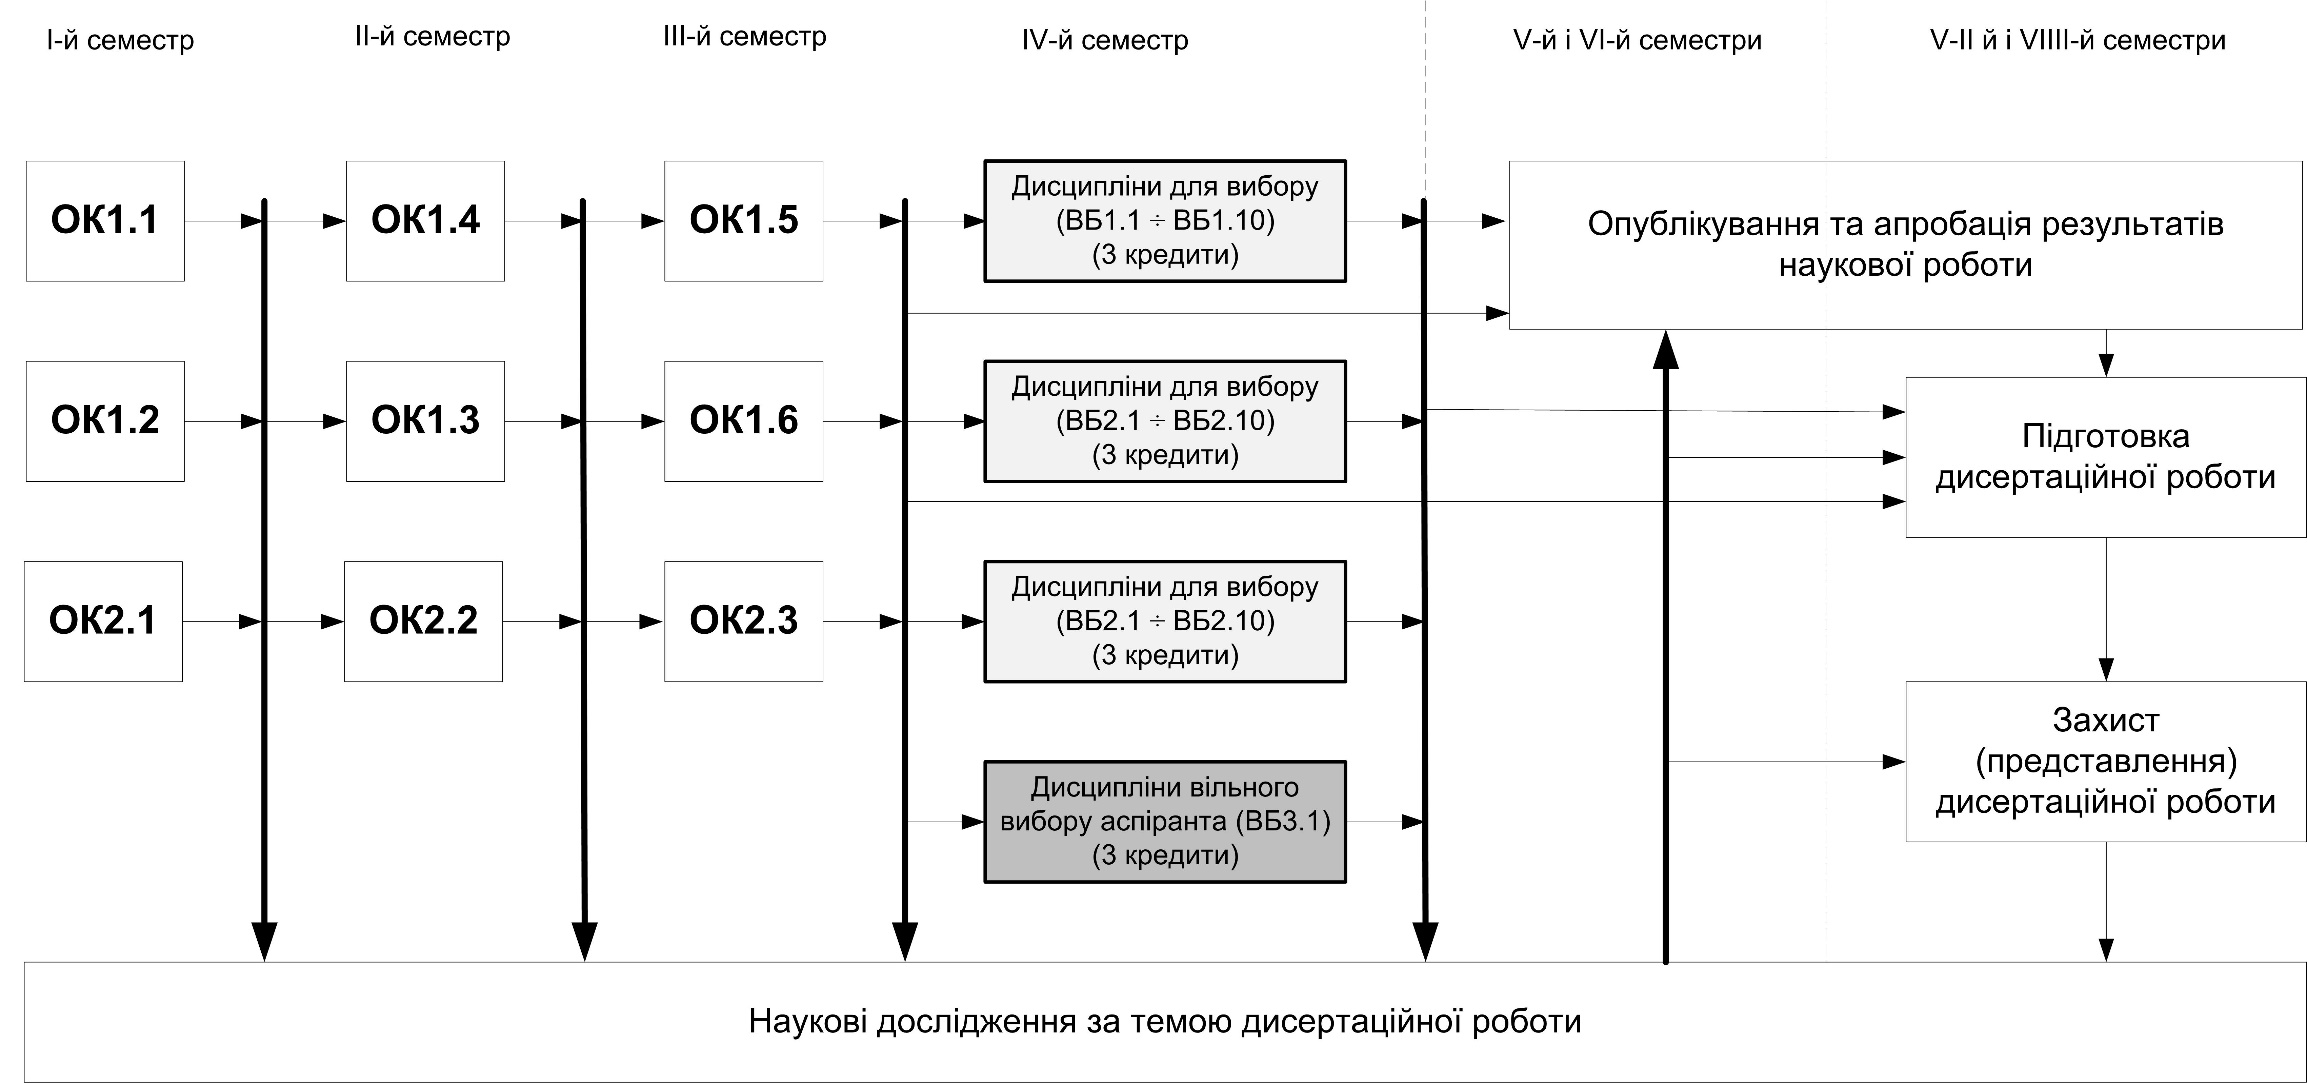 I-й семестр
II-й семестр
III-й семестр
IV-й семестр
V-й і VI-й семестри
V-II й і VIIII-й семестри
ОК1.1
ОК1.4
ОК1.5
Дисципліни для вибору
(ВБ1.1 ÷ ВБ1.10)
(3 кредити)
Опублікування та апробація результатів
наукової роботи
ОК1.2
ОК1.3
ОК1.6
Дисципліни для вибору
(ВБ2.1 ÷ ВБ2.10)
(3 кредити)
Підготовка
дисертаційної роботи
ОК2.1
ОК2.2
ОК2.3
Дисципліни для вибору
(ВБ2.1 ÷ ВБ2.10)
(3 кредити)
Захист
(представлення)
дисертаційної роботи
Дисципліни вільного
вибору аспіранта (ВБ3.1)
(3 кредити)
Наукові дослідження за темою дисертаційної роботи